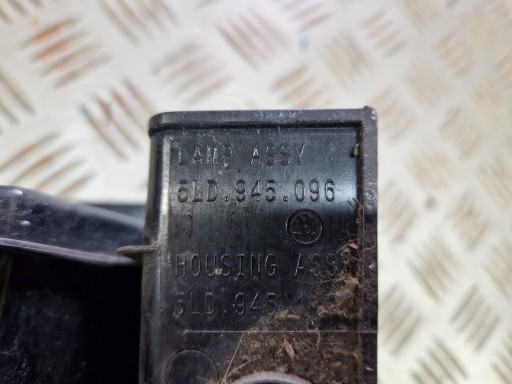 LAMP ASSY
5LD.945.096
HOUSING ASSY
5LD.945.